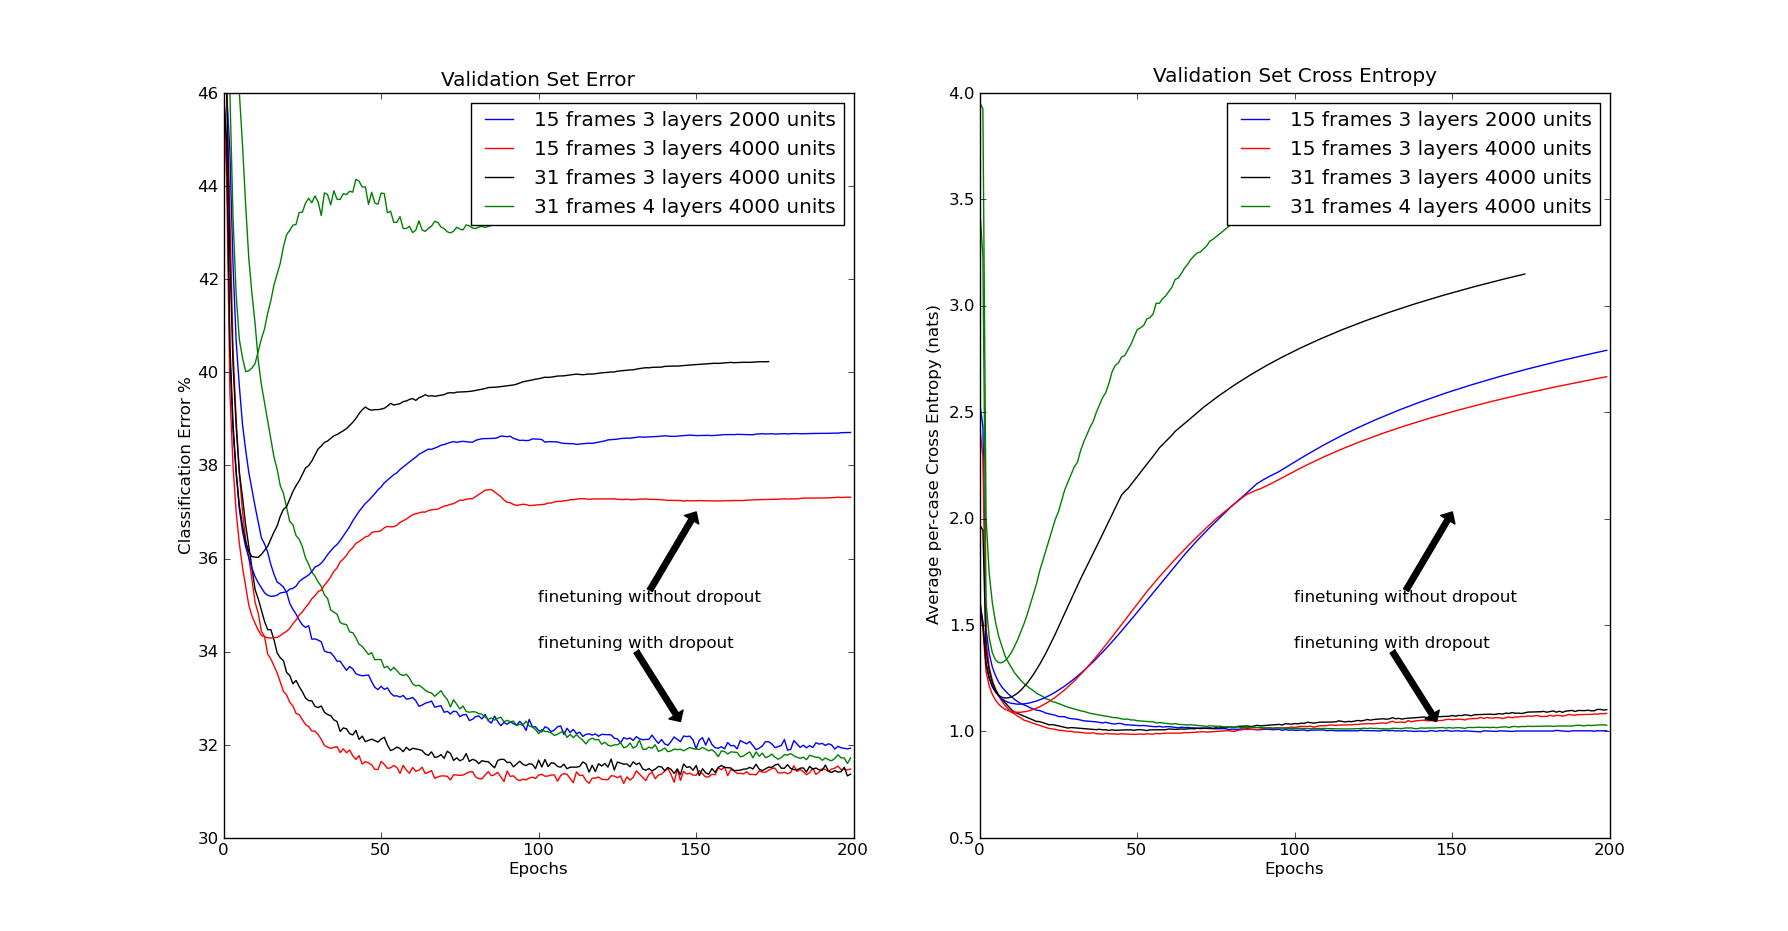 Validation Set Error
46
44
42
40
38
36
34
32
30
Classification Error %
0
50
100
150
200
Epochs
15 frames 3 layers 2000 units
15 frames 3 layers 4000 units
31 frames 3 layers 4000 units
31 frames 4 layers 4000 units
finetuning without dropout
finetuning with dropout
Validation Set Cross Entropy
4.0
3.5
3.0
2.5
2.0
1.5
1.0
0.5
Average per-case Cross Entropy (nats)
0
50
100
150
200
Epochs
15 frames 3 layers 2000 units
15 frames 3 layers 4000 units
31 frames 3 layers 4000 units
31 frames 4 layers 4000 units
finetuning without dropout
finetuning with dropout